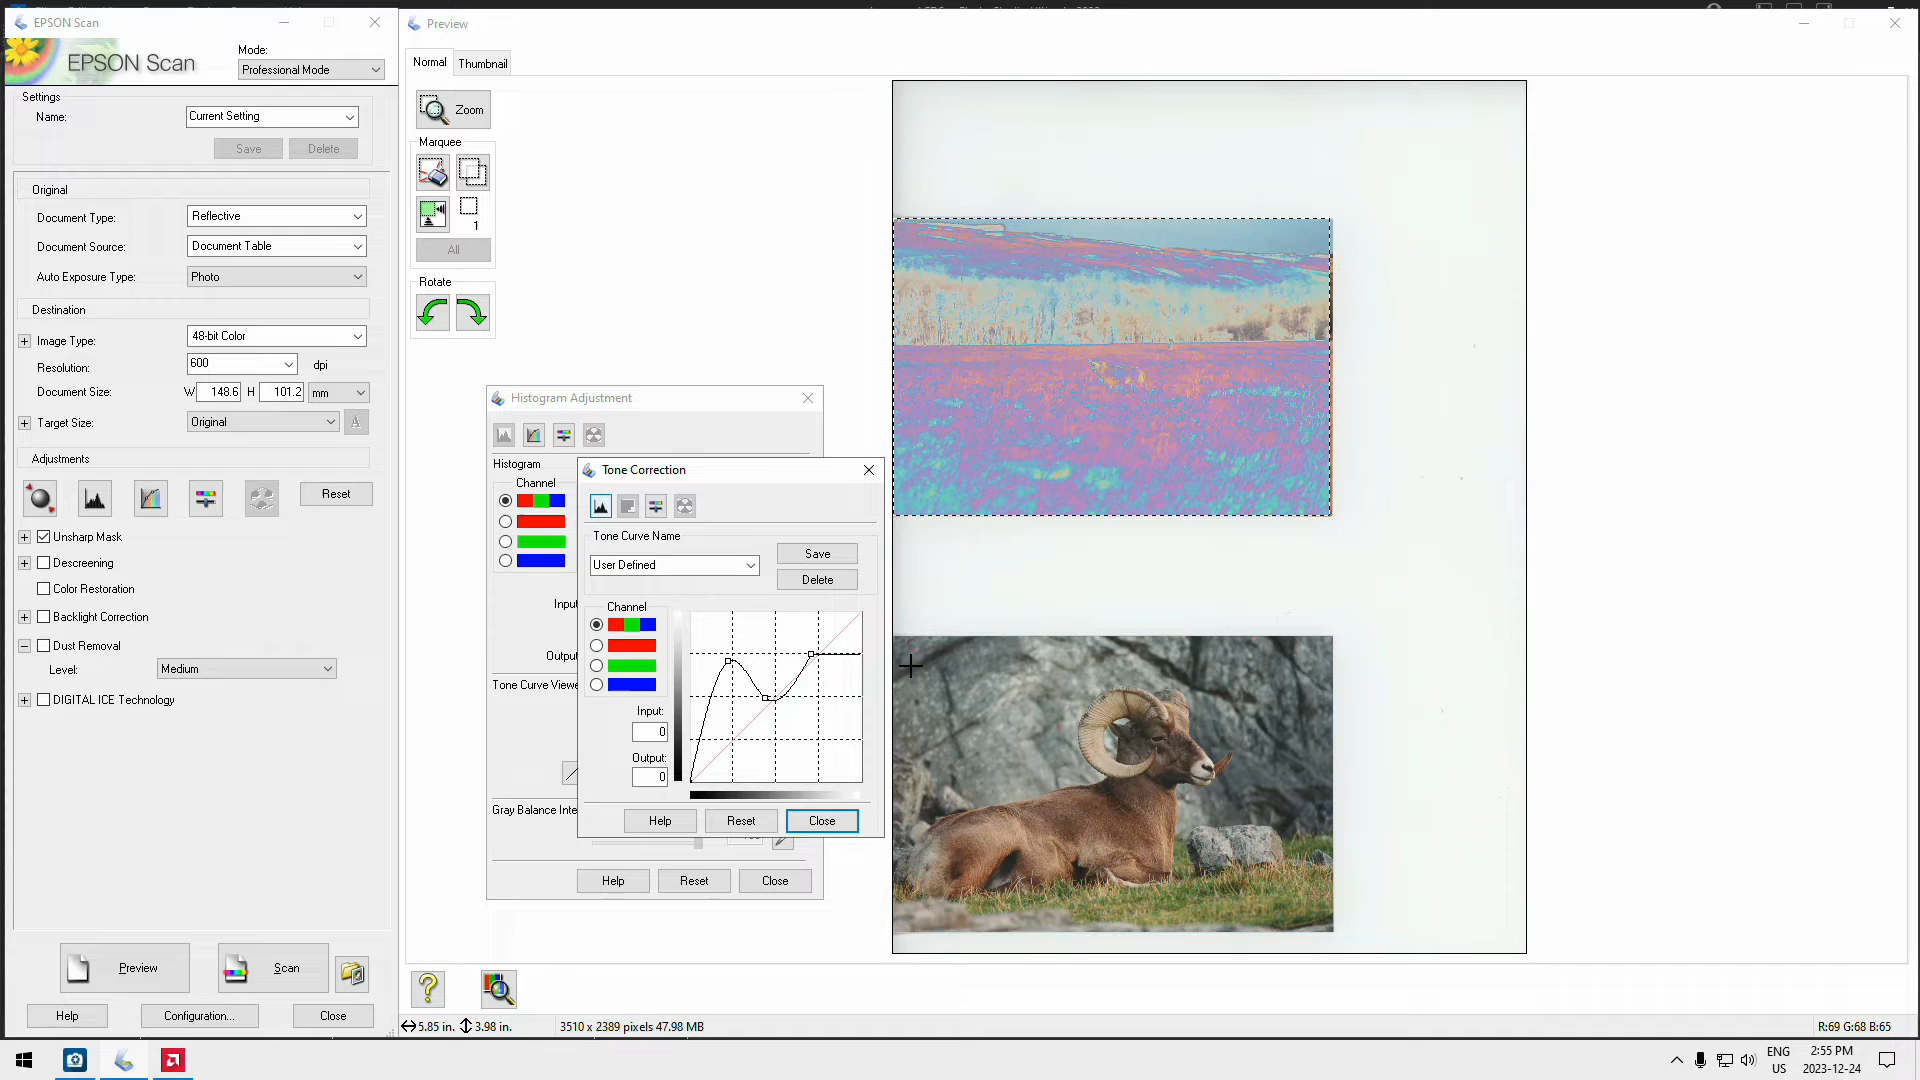 EPSON Scan
EPSON Scan
Mode:
Professional Mode
Settings
Name:
Current Setting
Save
Delete
Original
Document Type:
Reflective
Document Source:
Document Table
Auto Exposure Type:
Photo
Destination
Image Type:
48-bit Color
Resolution:
600
dpi
Document Size:
W 148.6 H 101.2 mm
Target Size:
Original
A
Adjustments
Reset
Unsharp Mask
Descreening
Color Restoration
Backlight Correction
Dust Removal
Level:
Medium
DIGITAL ICE Technology
Preview
Scan
Help
Configuration...
Close
Preview
Normal
Thumbnail
Zoom
Marquee
1
All
Rotate
Histogram Adjustment
Histogram
Channel
Input
Output
Tone Curve Viewe
Gray Balance Inte
Help
Reset
Close
Tone Correction
Tone Curve Name
User Defined
Save
Delete
Channel
Input:
0
Output:
0
Help
Reset
Close
5.85 in. 3.98 in.
3510 x 2389 pixels 47.98 MB
R:69 G:68 B:65
ENG
US
2:55 PM
2023-12-24